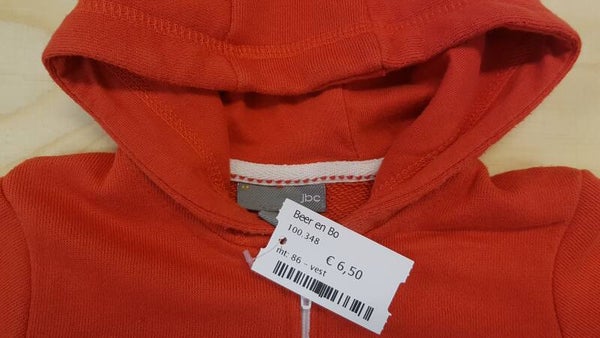 jbc
Beer en Bo
100.348
€ 6,50
mt: 86 - vest